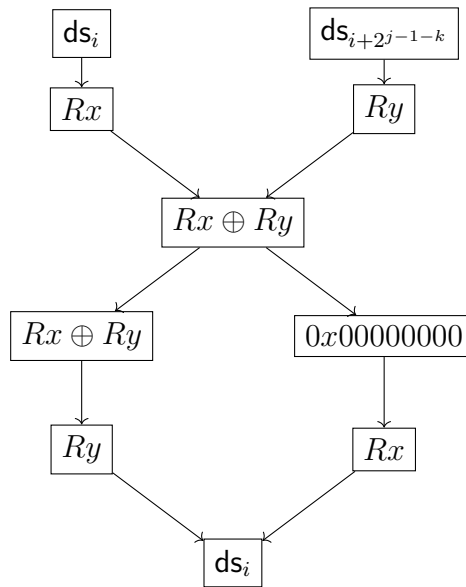 ds_i
ds_{i+2^{j-1-k}}
Rx
Ry
Rx ⊕ Ry
Rx ⊕ Ry
0x00000000
Ry
Rx
ds_i